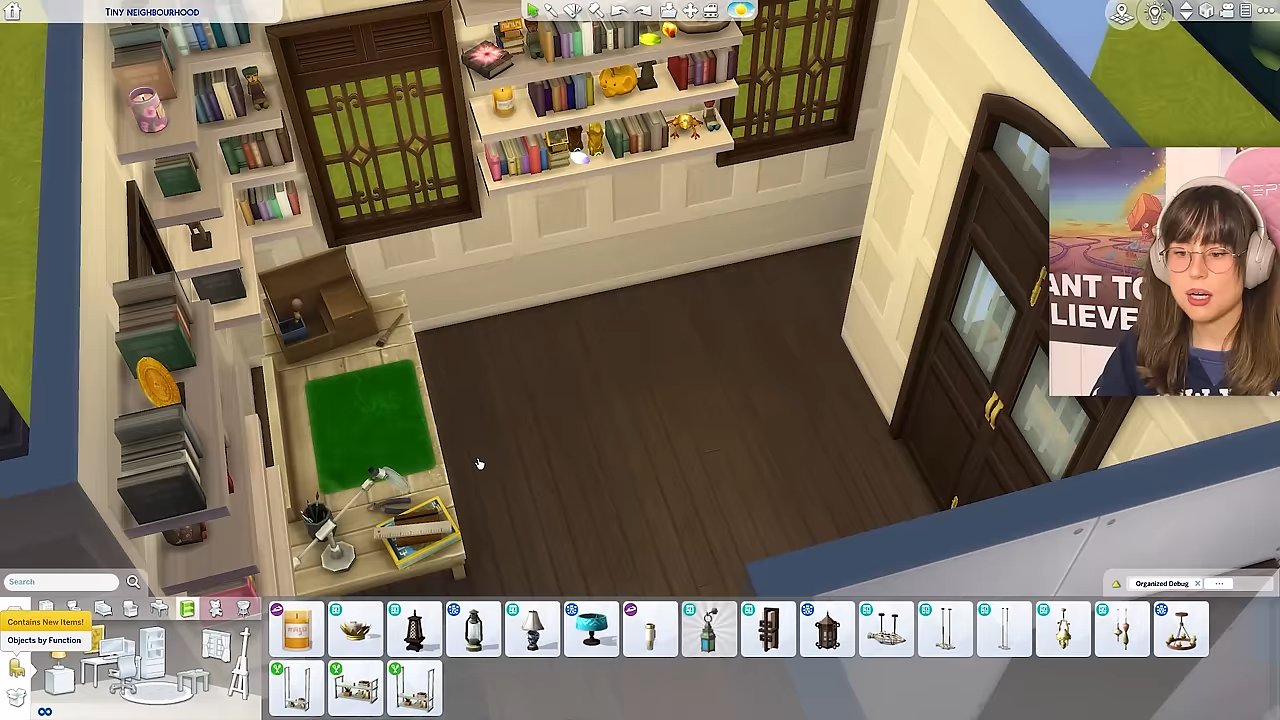 TINY NEIGHBOURHOOD
ANT TO
LIEVE
Organized Debug
Search
Contains New Items!
Objects by Function